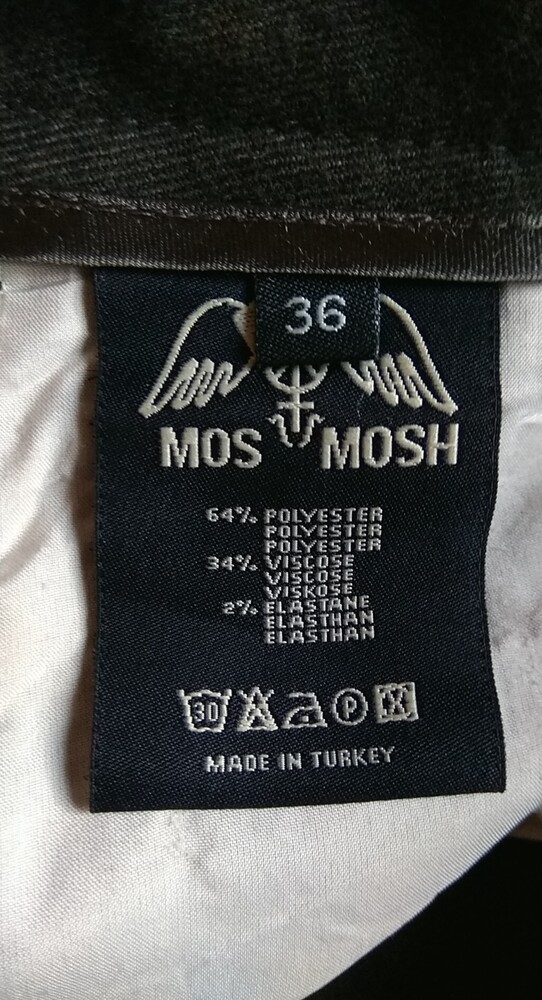 36
MOS MOSH
64% POLYESTER
POLYESTER
POLYESTER
34% VISCOSE
VISCOSE
VISKOSE
2% ELASTANE
ELASTHAN
ELASTHAN
30 P
MADE IN TURKEY